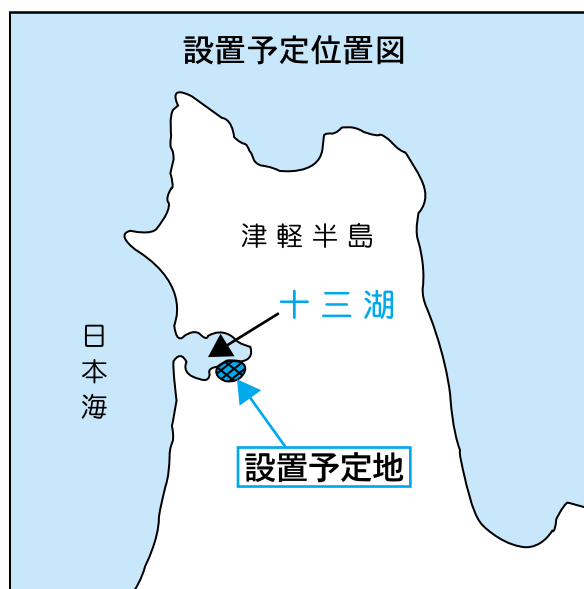 設置予定位置図
津軽半島
十三湖
日本海
設置予定地